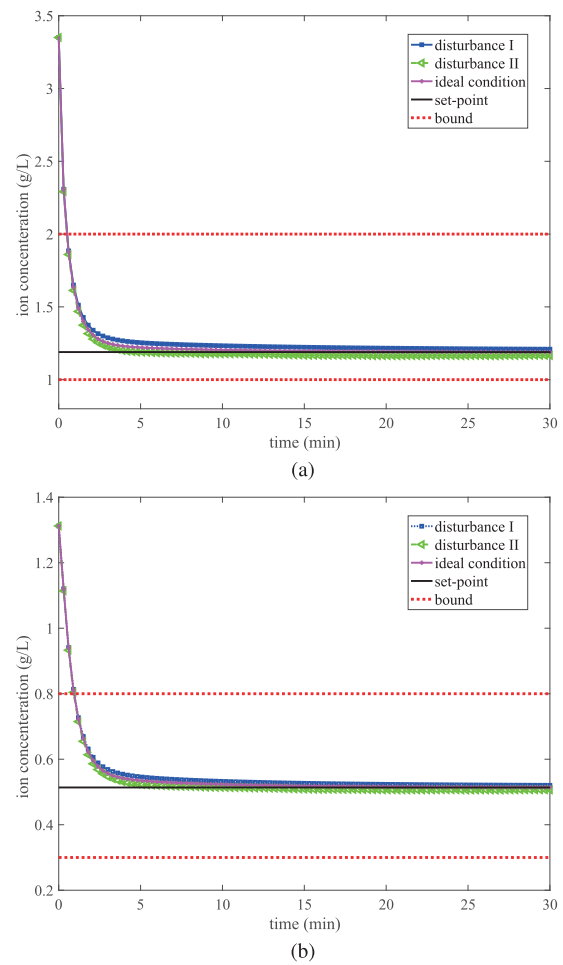 3.5
3
2.5
2
1.5
1
ion concenteration (g/L)
disturbance I
disturbance II
ideal condition
set-point
bound
0 5 10 15 20 25 30
time (min)
(a)
1.4
1.2
1
0.8
0.6
0.4
0.2
ion concenteration (g/L)
disturbance I
disturbance II
ideal condition
set-point
bound
0 5 10 15 20 25 30
time (min)
(b)